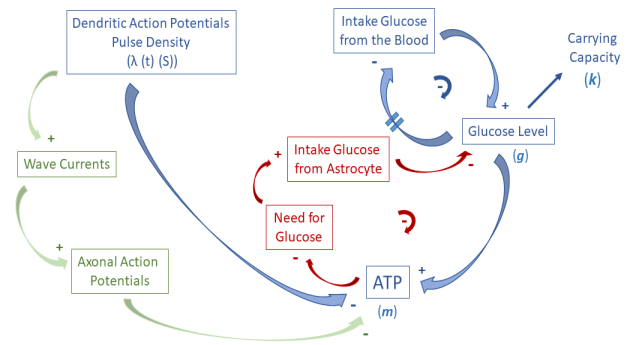 Dendritic Action Potentials
Pulse Density
(λ (t) (S))
Intake Glucose
from the Blood
Carrying
Capacity
(k)
-
-
+
Glucose Level
(g)
+
Wave Currents
+
Intake Glucose
from Astrocyte
-
Need for
Glucose
-
+
Axonal Action
Potentials
-
ATP
+
(m)
-
-